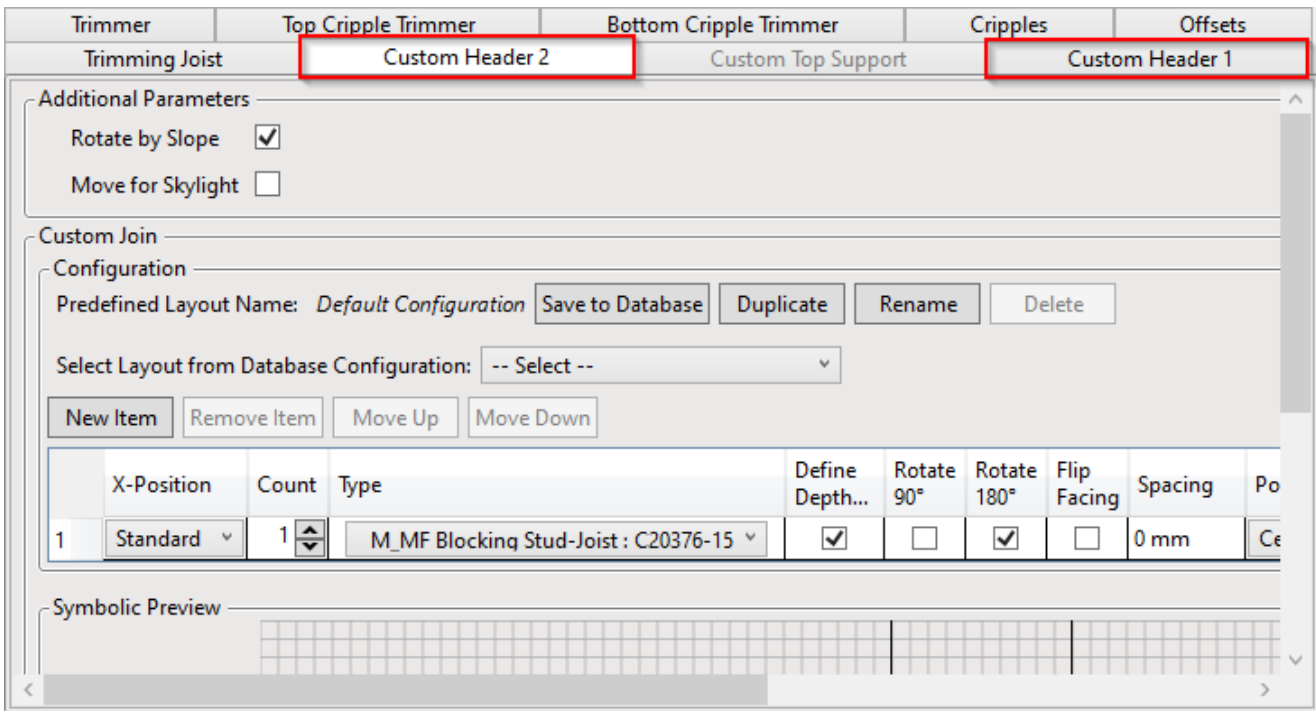 Trimmer Top Cripple Trimmer Bottom Cripple Trimmer Cripples Offsets
Trimming Joist Custom Header 2 Custom Top Support Custom Header 1
Additional Parameters
Rotate by Slope
Move for Skylight
Custom Join
Configuration
Predefined Layout Name: Default Configuration Save to Database Duplicate Rename Delete
Select Layout from Database Configuration: -- Select --
New Item Remove Item Move Up Move Down
X-Position Count Type Define Depth... Rotate 90° Rotate 180° Flip Facing Spacing Po
1 Standard 1 M_MF Blocking Stud-Joist : C20376-15 0 mm Ce
Symbolic Preview